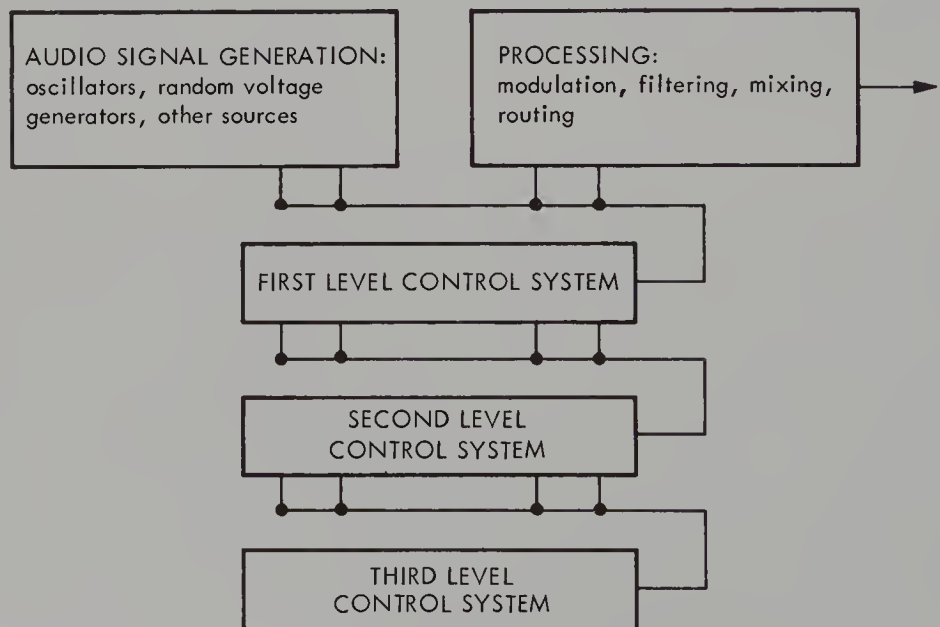 AUDIO SIGNAL GENERATION:
oscillators, random voltage
generators, other sources
PROCESSING:
modulation, filtering, mixing,
routing
FIRST LEVEL CONTROL SYSTEM
SECOND LEVEL
CONTROL SYSTEM
THIRD LEVEL
CONTROL SYSTEM